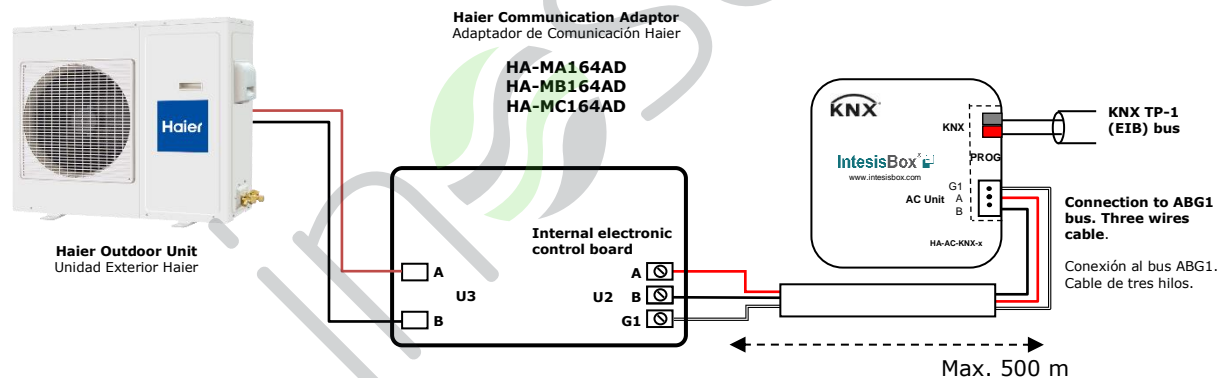 Haier Communication Adaptor
Adaptador de Comunicación Haier
HA-MA164AD
HA-MB164AD
HA-MC164AD
Haier
Haier Outdoor Unit
Unidad Exterior Haier
Internal electronic
control board
A
B
U3
A
U2 B
G1
KNX
KNX
PROG
IntesisBox
www.intesisbox.com
G1
AC Unit A
B
HA-AC-KNX-x
KNX TP-1
(EIB) bus
Connection to ABG1
bus. Three wires
cable.
Conexión al bus ABG1.
Cable de tres hilos.
Max. 500 m